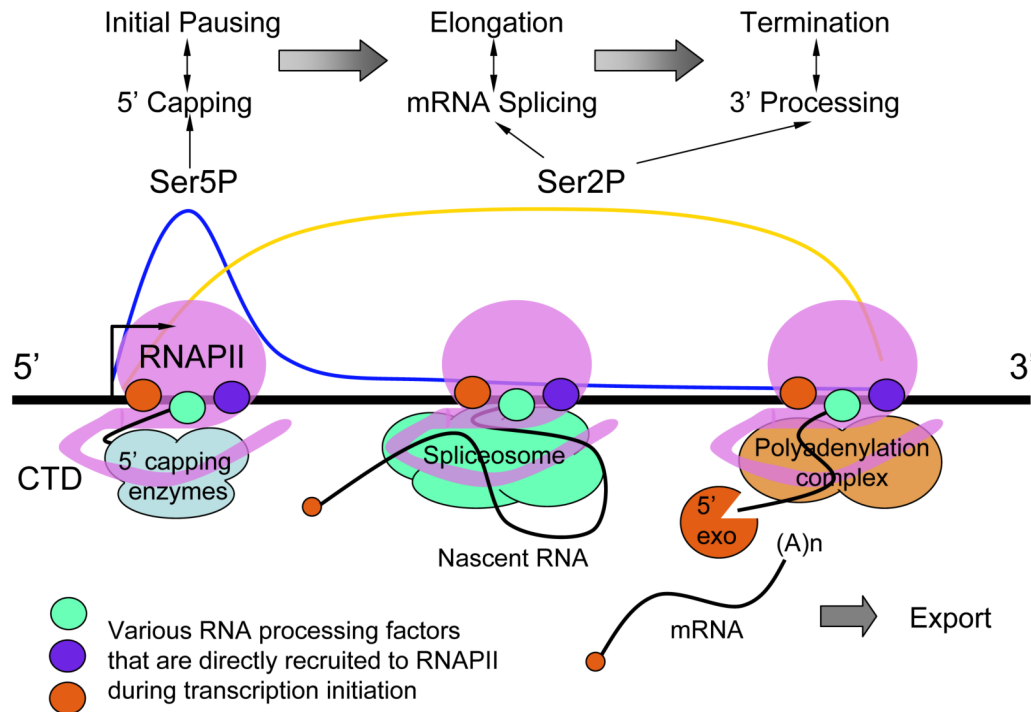 Initial Pausing
Elongation
Termination
5’ Capping
mRNA Splicing
3’ Processing
Ser5P
Ser2P
5’
RNAPII
3’
CTD
5’ capping
enzymes
Spliceosome
Polyadenylation
complex
5’
exo
Nascent RNA
(A)n
mRNA
Export
Various RNA processing factors
that are directly recruited to RNAPII
during transcription initiation